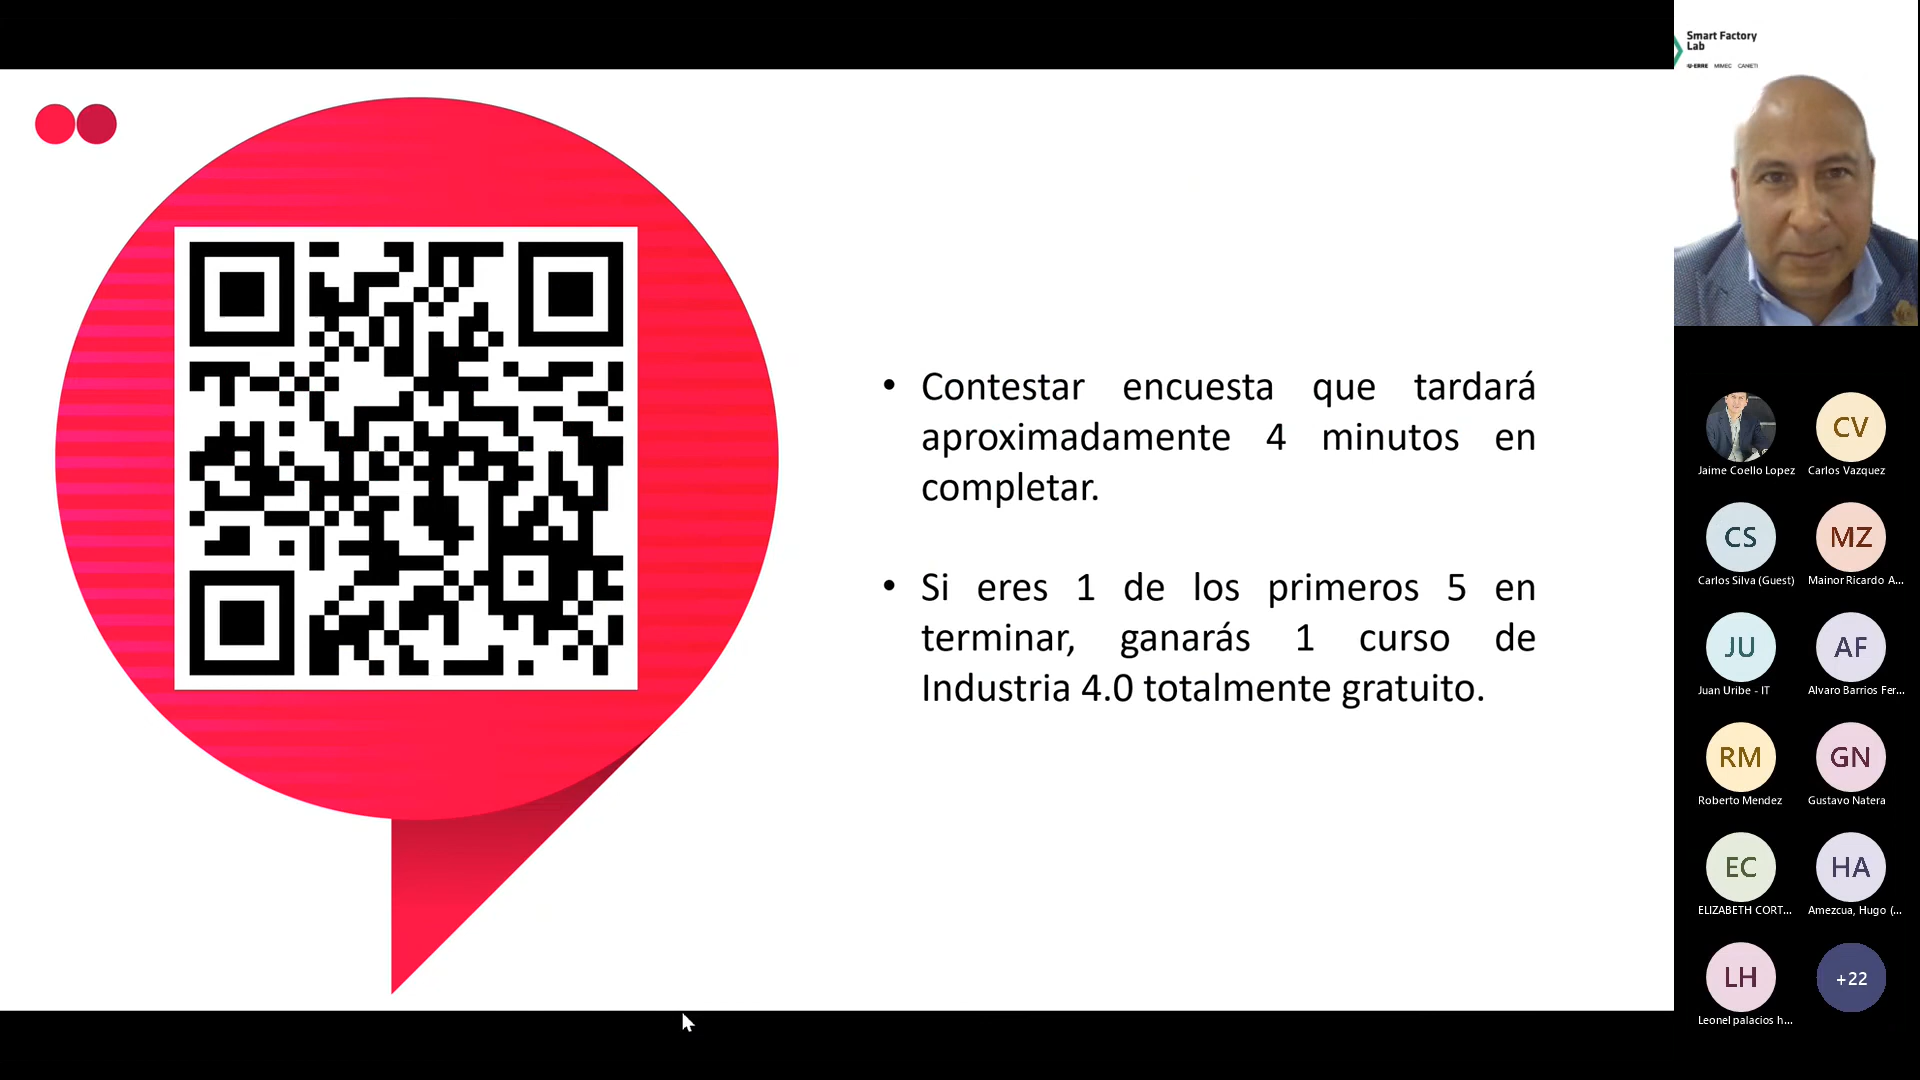 Smart Factory
Lab
U-ERRE MIMEC CANIETI
• Contestar encuesta que tardará
aproximadamente 4 minutos en
completar.
• Si eres 1 de los primeros 5 en
terminar, ganarás 1 curso de
Industria 4.0 totalmente gratuito.
Jaime Coello Lopez
CV
Carlos Vazquez
CS
Carlos Silva (Guest)
MZ
Mainor Ricardo A...
JU
Juan Uribe - IT
AF
Alvaro Barrios Fer...
RM
Roberto Mendez
GN
Gustavo Natera
EC
ELIZABETH CORT...
HA
Amezcua, Hugo (...
LH
Leonel palacios h...
+22